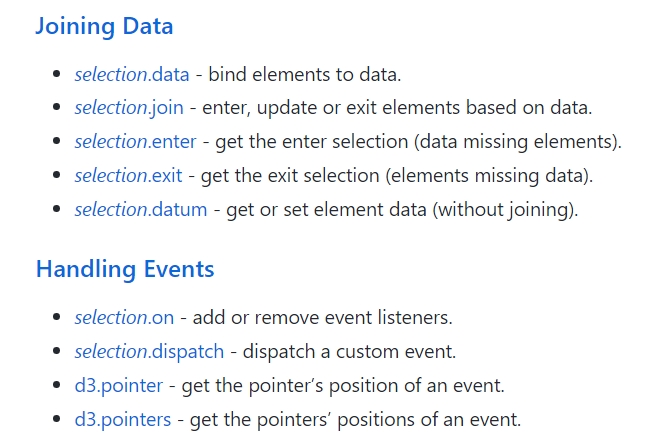 Joining Data
selection.data - bind elements to data.
selection.join - enter, update or exit elements based on data.
selection.enter - get the enter selection (data missing elements).
selection.exit - get the exit selection (elements missing data).
selection.datum - get or set element data (without joining).
Handling Events
selection.on - add or remove event listeners.
selection.dispatch - dispatch a custom event.
d3.pointer - get the pointer’s position of an event.
d3.pointers - get the pointers’ positions of an event.